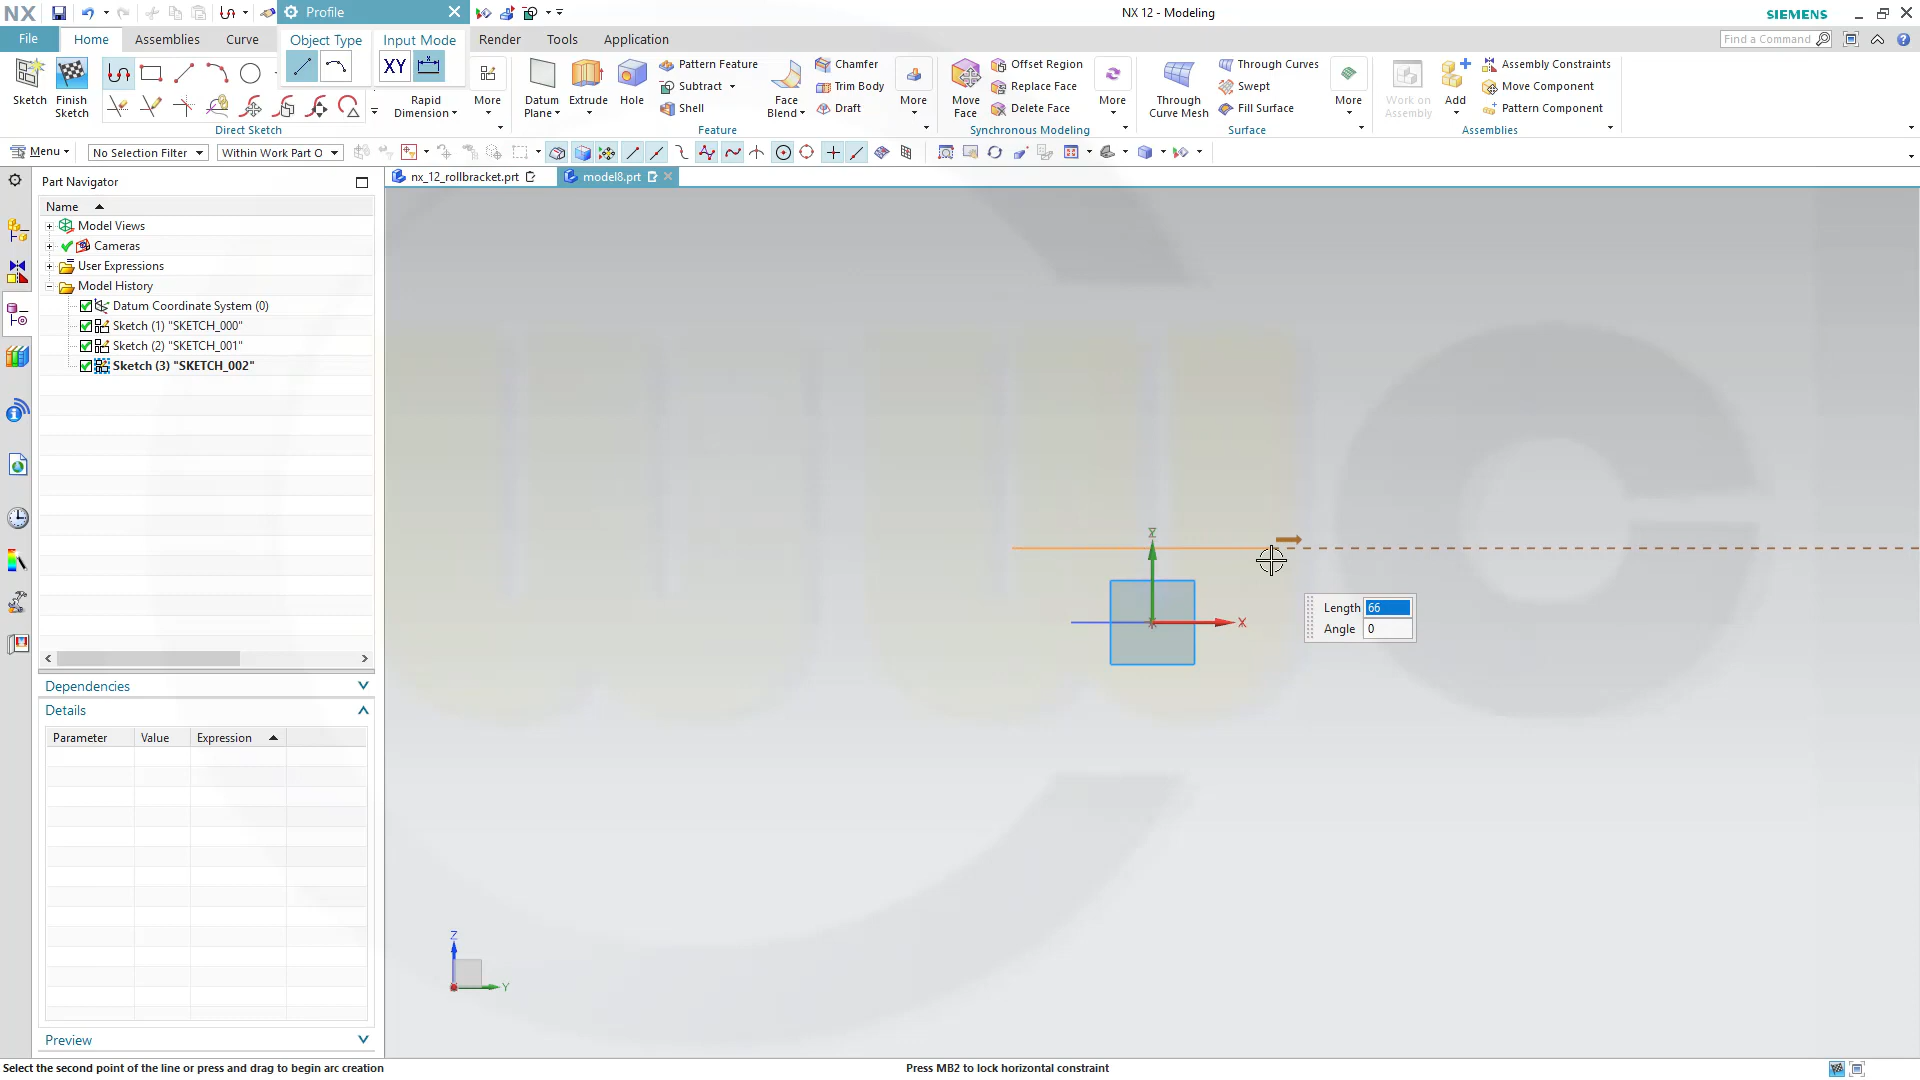 NX
Profile
NX 12 - Modeling
SIEMENS
File
Home
Assemblies
Curve
Object Type
Input Mode
Render
Tools
Application
Find a Command
Sketch
Finish Sketch
XY
Rapid Dimension
More
Direct Sketch
Datum Plane
Extrude
Hole
Pattern Feature
Subtract
Shell
Face Blend
Chamfer
Trim Body
Draft
More
Feature
Move Face
Offset Region
Replace Face
Delete Face
More
Synchronous Modeling
Through Curve Mesh
Through Curves
Swept
Fill Surface
More
Surface
Work on Assembly
Add
Assembly Constraints
Move Component
Pattern Component
Assemblies
Menu
No Selection Filter
Within Work Part O
Part Navigator
nx_12_rollbracket.prt
model8.prt
Name
Model Views
Cameras
User Expressions
Model History
Datum Coordinate System (0)
Sketch (1) "SKETCH_000"
Sketch (2) "SKETCH_001"
Sketch (3) "SKETCH_002"
Dependencies
Details
Parameter
Value
Expression
Preview
X
Length 66
Angle 0
Z
Y
Select the second point of the line or press and drag to begin arc creation
Press MB2 to lock horizontal constraint